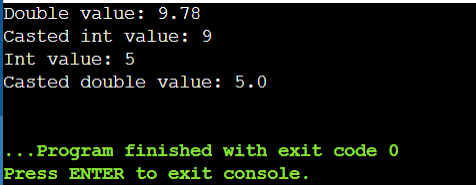 Double value: 9.78
Casted int value: 9
Int value: 5
Casted double value: 5.0
...Program finished with exit code 0
Press ENTER to exit console.